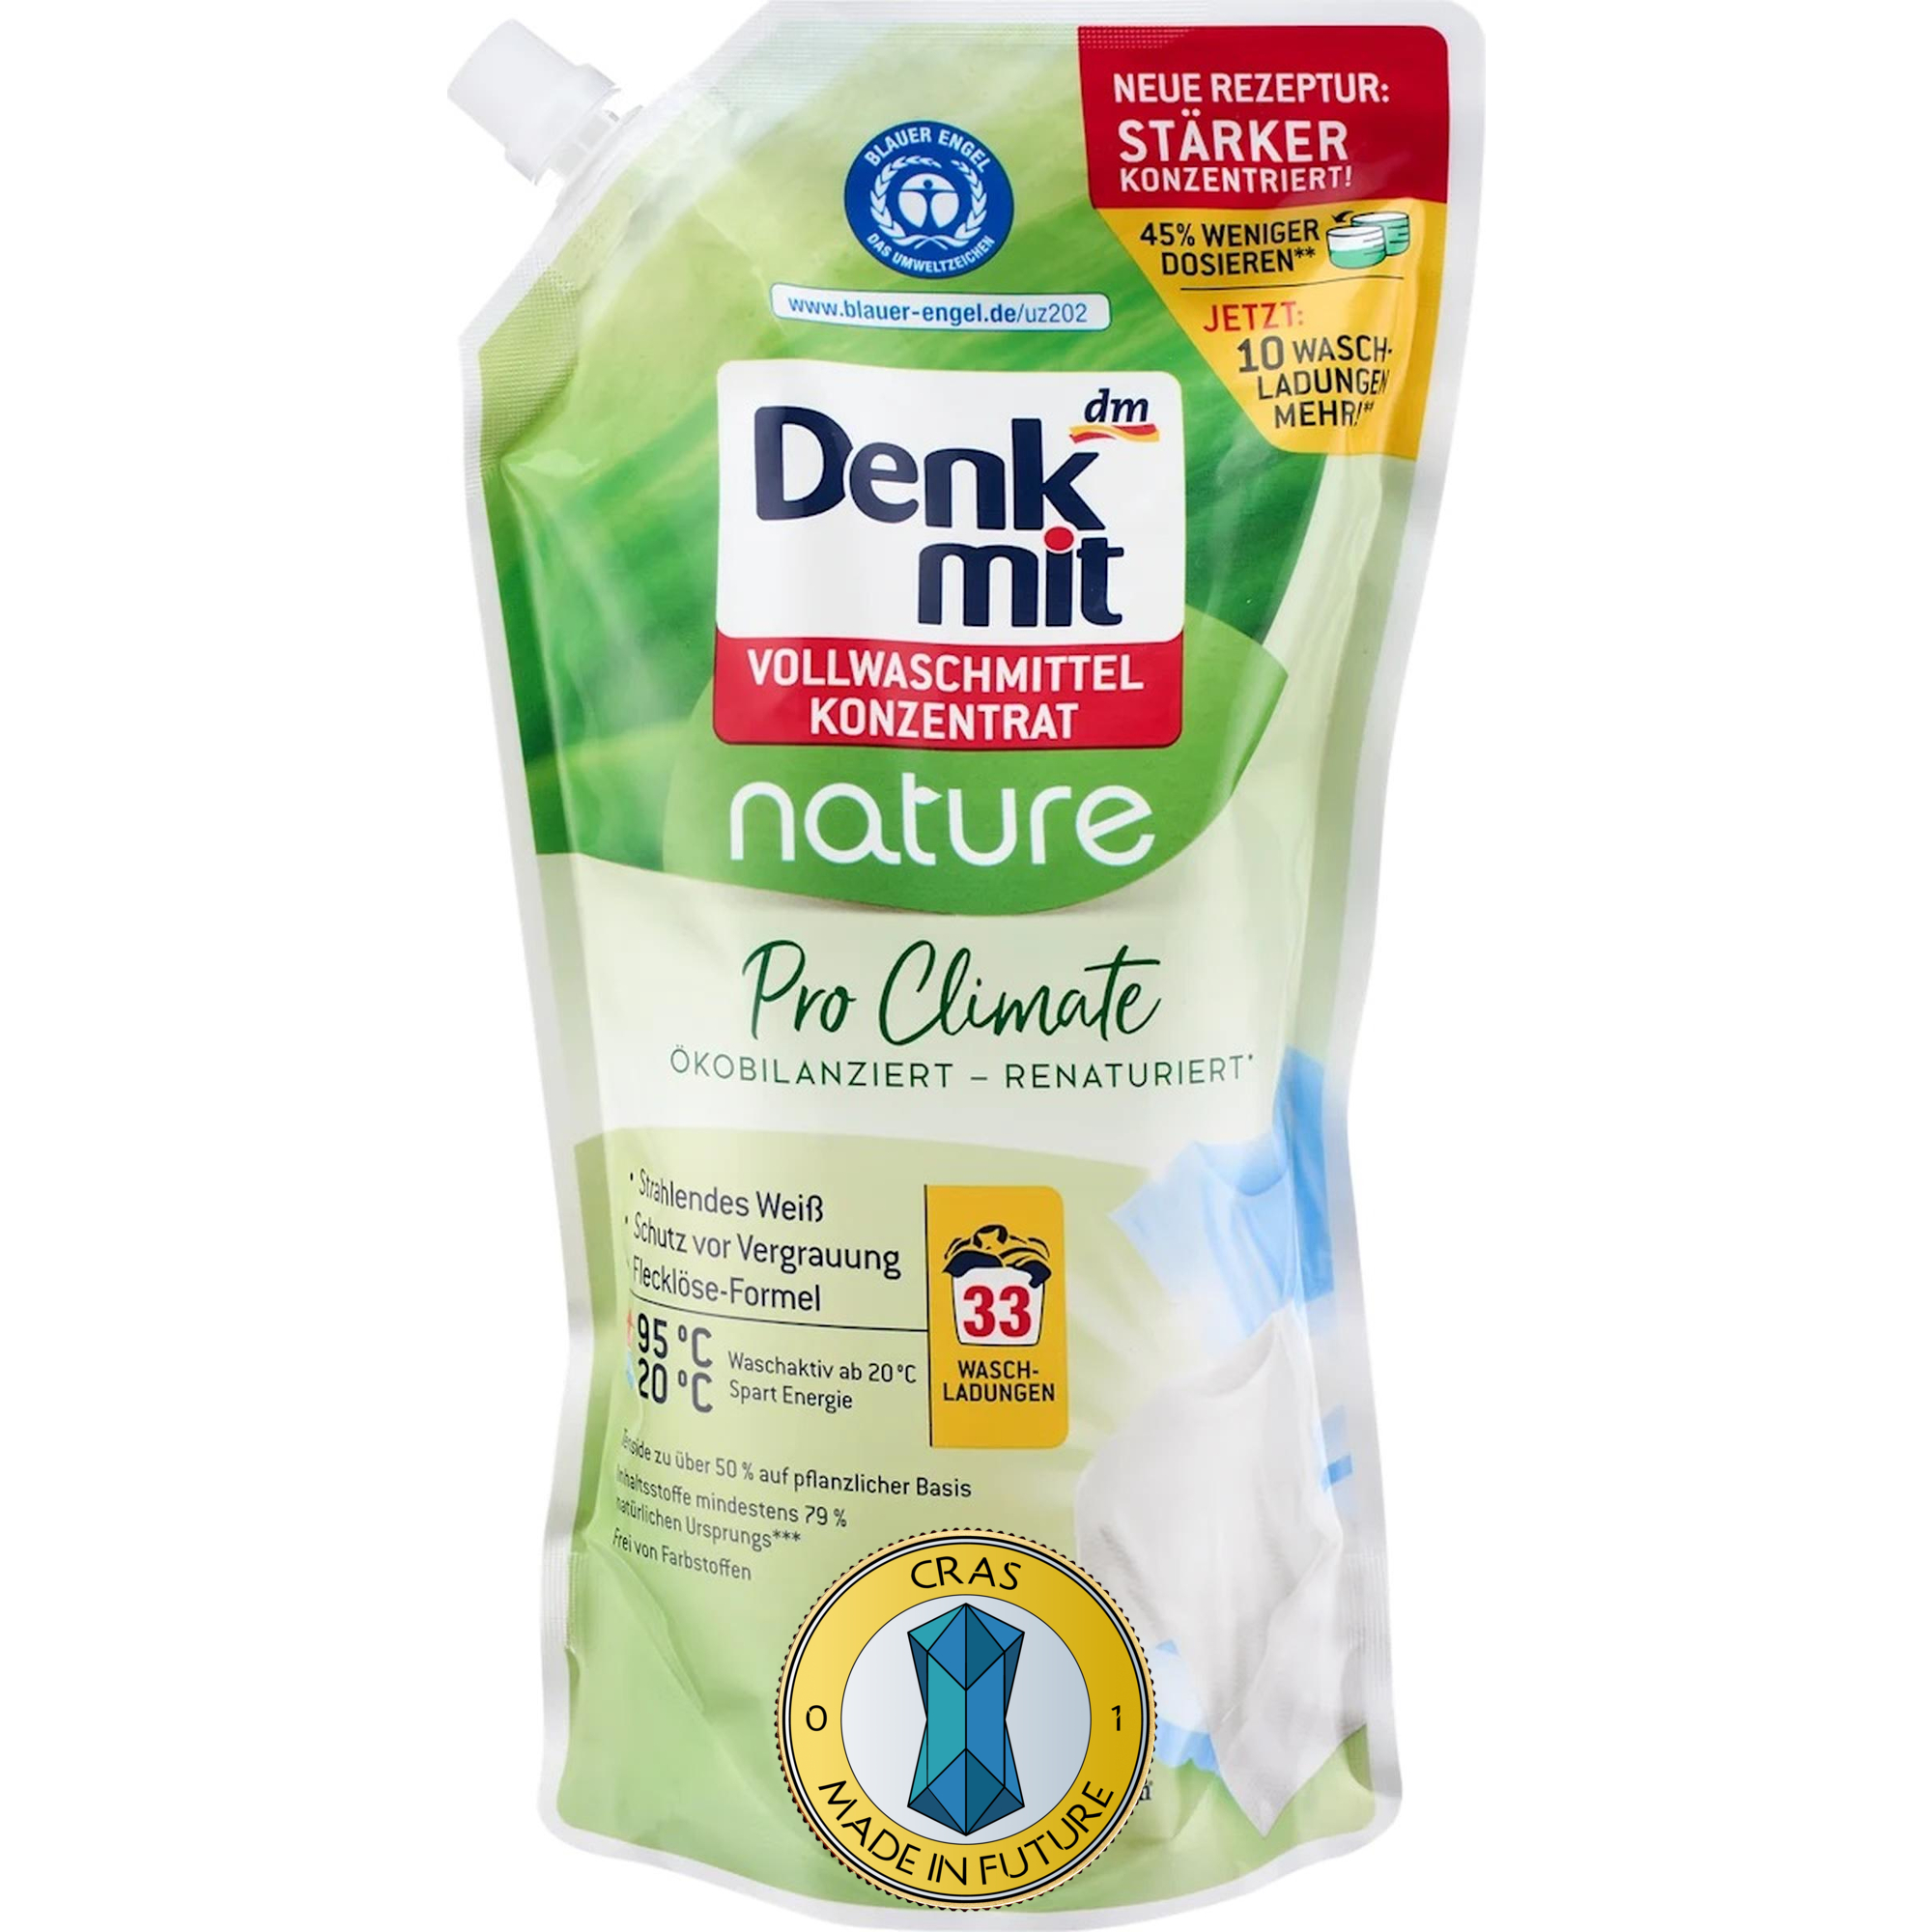 BLAUER ENGEL
DAS UMWELTZEICHEN
www.blauer-engel.de/uz202
NEUE REZEPTUR:
STÄRKER
KONZENTRIERT!
45% WENIGER
DOSIEREN**
JETZT:
10 WASCH-
LADUNGEN
MEHR!**
dm
Denk
mit
VOLLWASCHMITTEL
KONZENTRAT
nature
Pro Climate
ÖKOBILANZIERT – RENATURIERT*
• Strahlendes Weiß
• Schutz vor Vergrauung
• Flecklöse-Formel
95 °C
20 °C
Waschaktiv ab 20 °C
Spart Energie
33
WASCH-
LADUNGEN
Tenside zu über 50 % auf pflanzlicher Basis
Inhaltsstoffe mindestens 79 %
natürlichen Ursprungs***
Frei von Farbstoffen
CRAS
0 1
MADE IN FUTURE